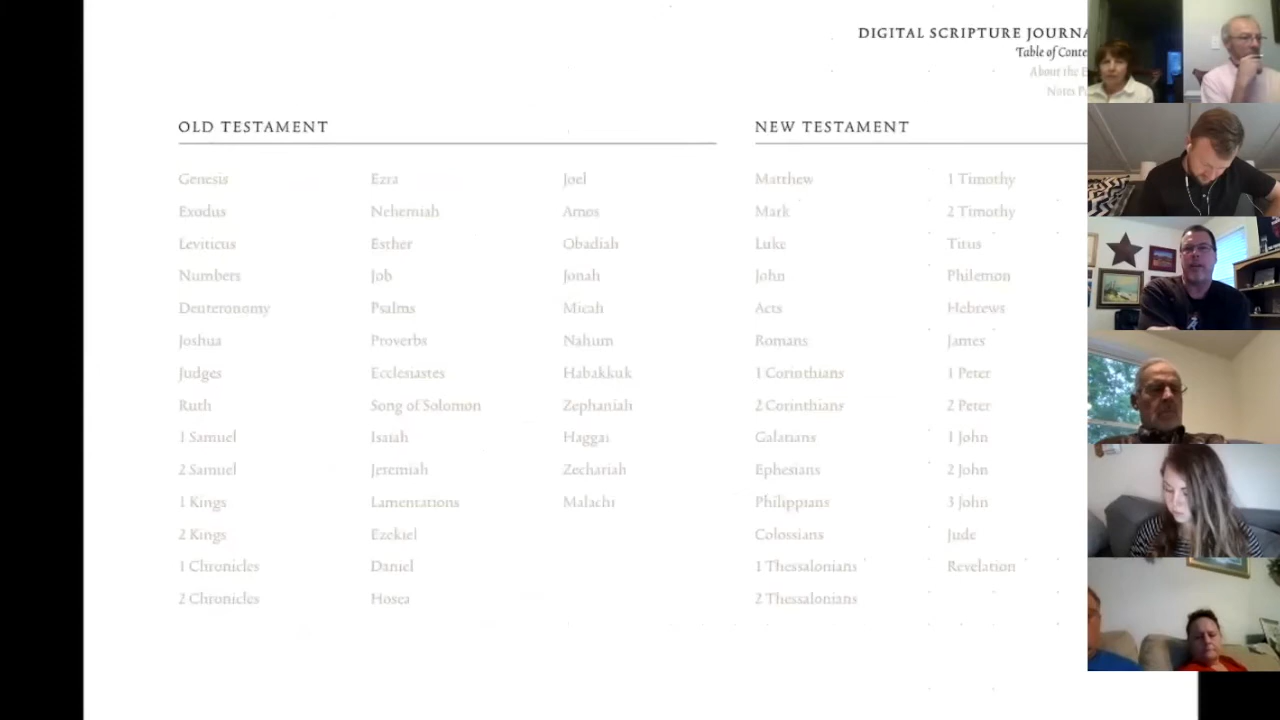 DIGITAL SCRIPTURE
Table of
About the
Notes
OLD TESTAMENT
Genesis
Exodus
Leviticus
Numbers
Deuteronomy
Joshua
Judges
Ruth
1 Samuel
2 Samuel
1 Kings
2 Kings
1 Chronicles
2 Chronicles
Ezra
Nehemiah
Esther
Job
Psalms
Proverbs
Ecclesiastes
Song of Solomon
Isaiah
Jeremiah
Lamentations
Ezekiel
Daniel
Hosea
Joel
Amos
Obadiah
Jonah
Micah
Nahum
Habakkuk
Zephaniah
Haggai
Zechariah
Malachi
NEW TESTAMENT
Matthew
Mark
Luke
John
Acts
Romans
1 Corinthians
2 Corinthians
Galatians
Ephesians
Philippians
Colossians
1 Thessalonians
2 Thessalonians
1 Timothy
2 Timothy
Titus
Philemon
Hebrews
James
1 Peter
2 Peter
1 John
2 John
3 John
Jude
Revelation